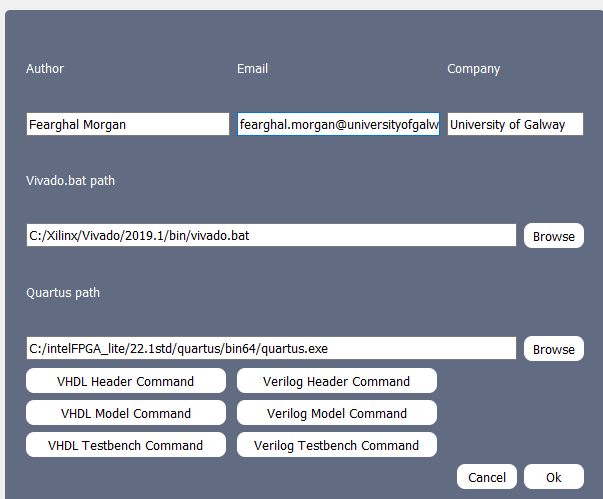 Author Email Company
Fearghal Morgan fearghal.morgan@universityofgalw University of Galway
Vivado.bat path
C:/Xilinx/Vivado/2019.1/bin/vivado.bat Browse
Quartus path
C:/intelFPGA_lite/22.1std/quartus/bin64/quartus.exe Browse
VHDL Header Command Verilog Header Command
VHDL Model Command Verilog Model Command
VHDL Testbench Command Verilog Testbench Command
Cancel Ok